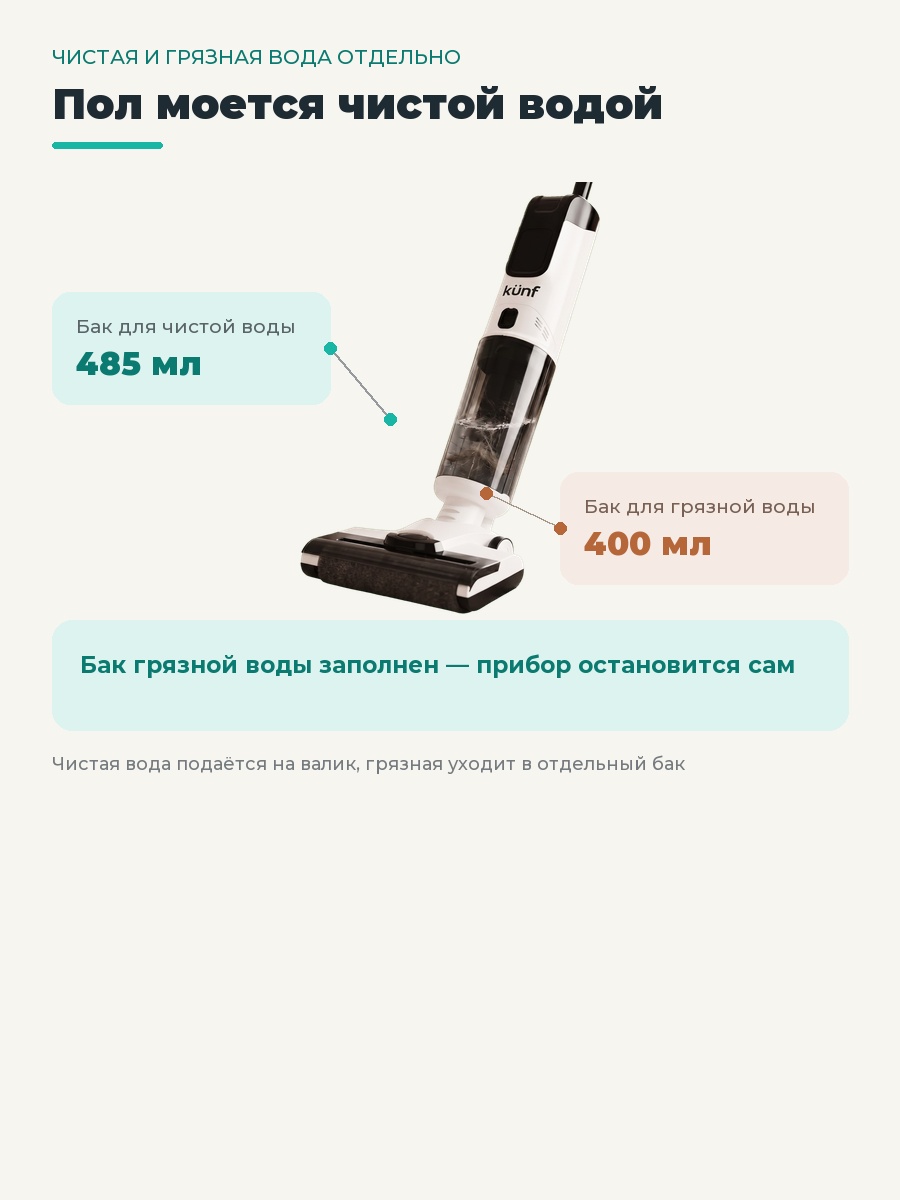 ЧИСТАЯ И ГРЯЗНАЯ ВОДА ОТДЕЛЬНО
Пол моется чистой водой
künf
Бак для чистой воды
485 мл
Бак для грязной воды
400 мл
Бак грязной воды заполнен — прибор остановится сам
Чистая вода подаётся на валик, грязная уходит в отдельный бак